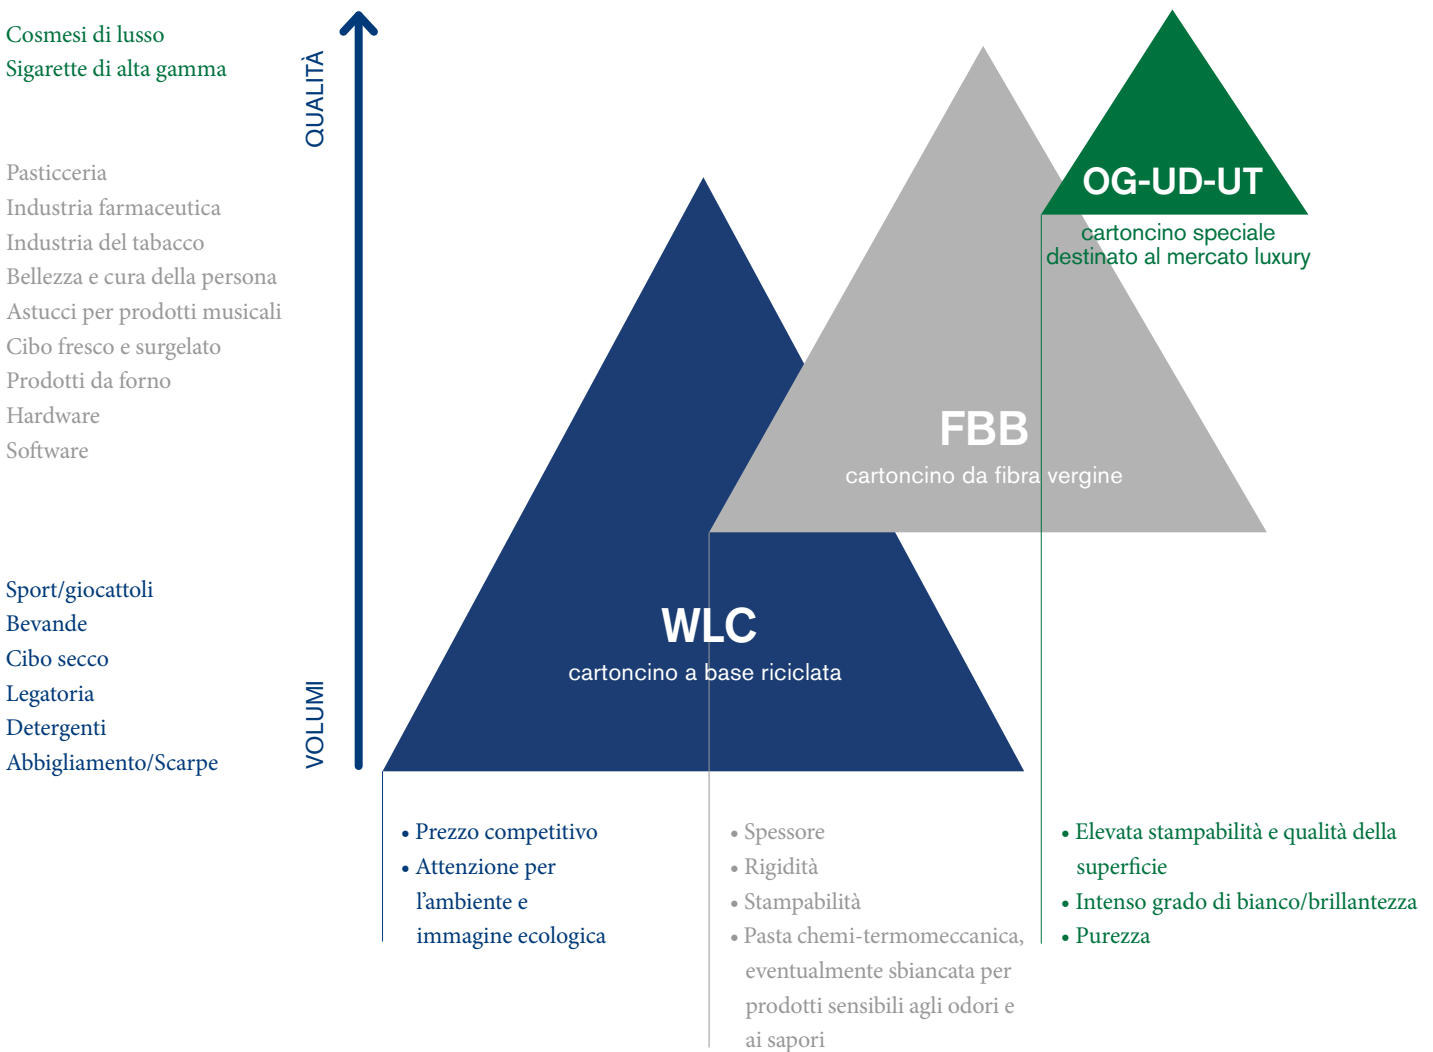 Cosmesi di lusso
Sigarette di alta gamma
Pasticceria
Industria farmaceutica
Industria del tabacco
Bellezza e cura della persona
Astucci per prodotti musicali
Cibo fresco e surgelato
Prodotti da forno
Hardware
Software
Sport/giocattoli
Bevande
Cibo secco
Legatoria
Detergenti
Abbigliamento/Scarpe
QUALITÀ
VOLUMI
OG-UD-UT
cartoncino speciale
destinato al mercato luxury
FBB
cartoncino da fibra vergine
WLC
cartoncino a base riciclata
• Prezzo competitivo
• Attenzione per
l’ambiente e
immagine ecologica
• Spessore
• Rigidità
• Stampabilità
• Pasta chemi-termomeccanica,
eventualmente sbiancata per
prodotti sensibili agli odori e
ai sapori
• Elevata stampabilità e qualità della
superficie
• Intenso grado di bianco/brillantezza
• Purezza